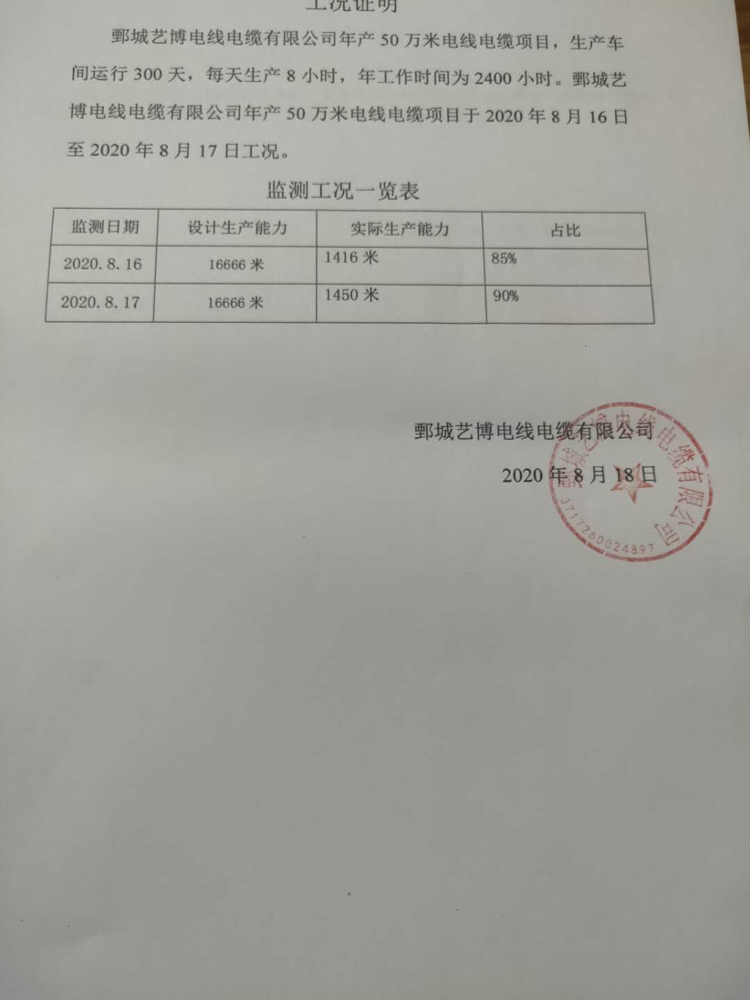 工况证明
鄄城艺博电线电缆有限公司年产 50 万米电线电缆项目，生产车
间运行 300 天，每天生产 8 小时，年工作时间为 2400 小时。鄄城艺
博电线电缆有限公司年产 50 万米电线电缆项目于 2020 年 8 月 16 日
至 2020 年 8 月 17 日工况。
监测工况一览表
监测日期 设计生产能力 实际生产能力 占比
2020.8.16 16666 米 1416 米 85%
2020.8.17 16666 米 1450 米 90%
鄄城艺博电线电缆有限公司
2020 年 8 月 18 日
鄄城艺博电线电缆有限公司
3717260024897